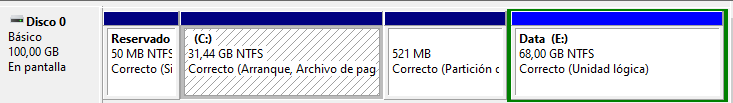 Disco 0
Básico
100,00 GB
En pantalla
Reservado
50 MB NTFS
Correcto (Si
(C:)
31,44 GB NTFS
Correcto (Arranque, Archivo de pag
521 MB
Correcto (Partición d
Data (E:)
68,00 GB NTFS
Correcto (Unidad lógica)